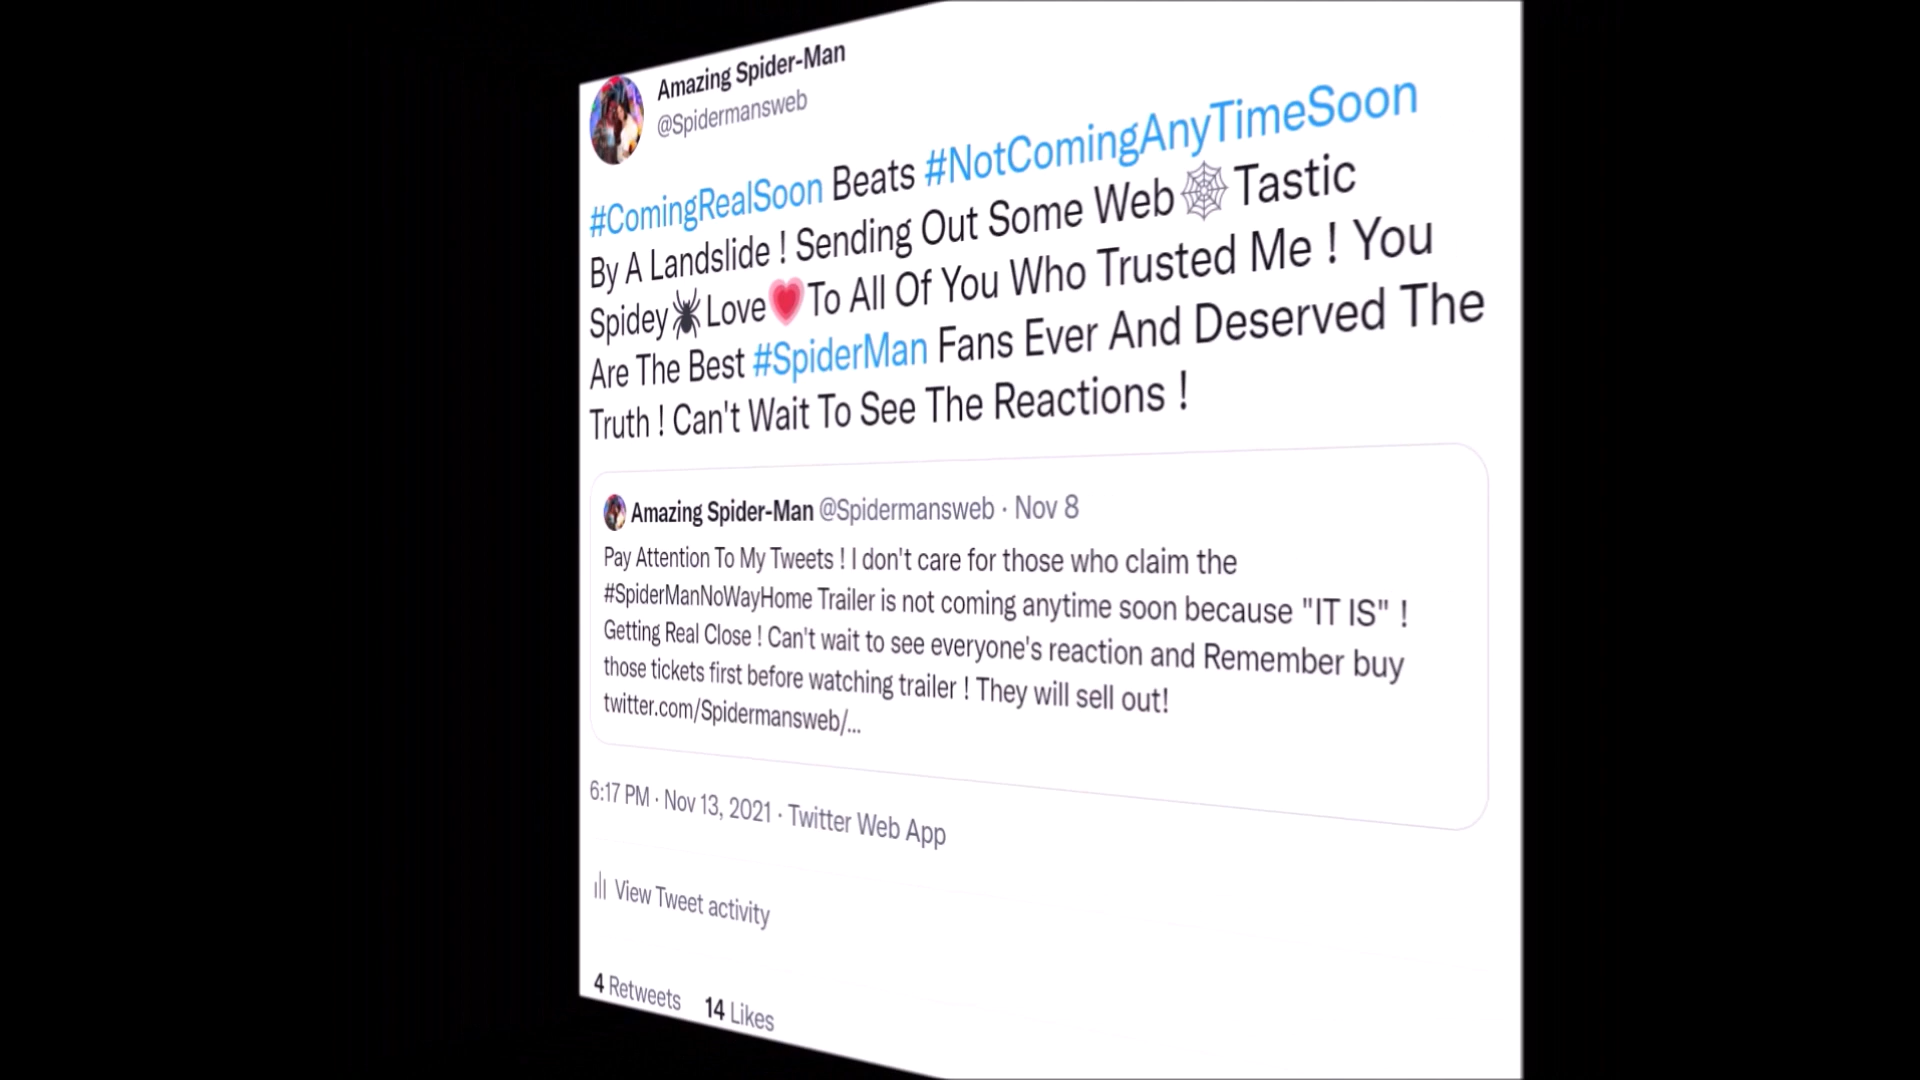 Amazing Spider-Man
@Spidermansweb
#ComingRealSoon Beats #NotComingAnyTimeSoon
By A Landslide ! Sending Out Some Web🕸Tastic
Spidey🕷Love💗To All Of You Who Trusted Me ! You
Are The Best #SpiderMan Fans Ever And Deserved The
Truth ! Can't Wait To See The Reactions !
Amazing Spider-Man @Spidermansweb · Nov 8
Pay Attention To My Tweets ! I don't care for those who claim the
#SpiderManNoWayHome Trailer is not coming anytime soon because "IT IS" !
Getting Real Close ! Can't wait to see everyone's reaction and Remember buy
those tickets first before watching trailer ! They will sell out!
twitter.com/Spidermansweb/...
6:17 PM · Nov 13, 2021 · Twitter Web App
View Tweet activity
4 Retweets 14 Likes